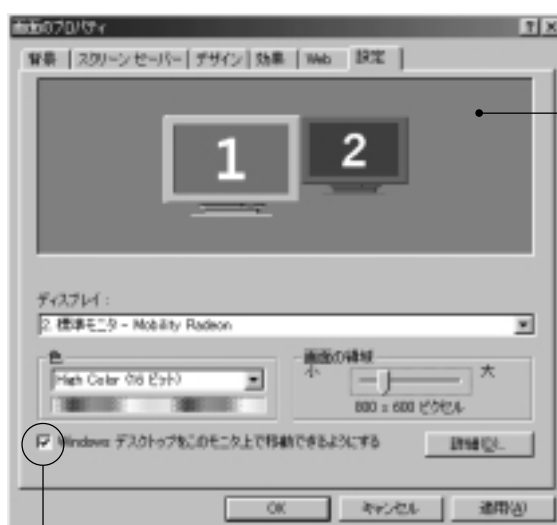 画面のプロパティ
背景 スクリーン セーバー デザイン 効果 Web 設定
1 2
ディスプレイ :
2. 標準モニタ - Mobility Radeon
色
High Color (16 ビット)
画面の領域
小 大
800 x 600 ピクセル
Windows デスクトップをこのモニタ上で移動できるようにする
詳細(D)...
OK キャンセル 適用(A)